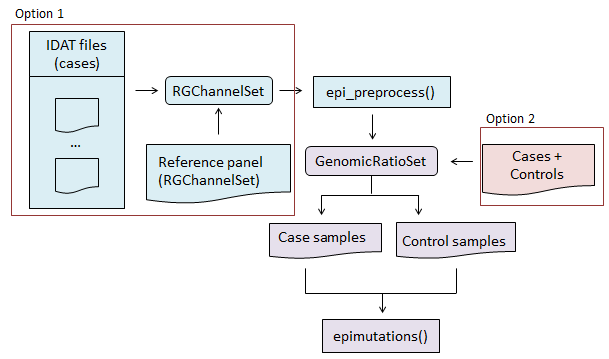 Option 1
IDAT files
(cases)
...
RGChannelSet
Reference panel
(RGChannelSet)
epi_preprocess()
Option 2
Cases +
Controls
GenomicRatioSet
Case samples
Control samples
epimutations()